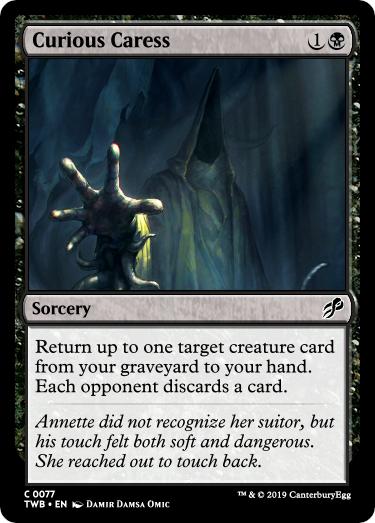 Curious Caress 1
Sorcery
Return up to one target creature card
from your graveyard to your hand.
Each opponent discards a card.
Annette did not recognize her suitor, but
his touch felt both soft and dangerous.
She reached out to touch back.
C 0077
TWB • EN Damir Damsa Omic
™ & © 2019 CanterburyEgg